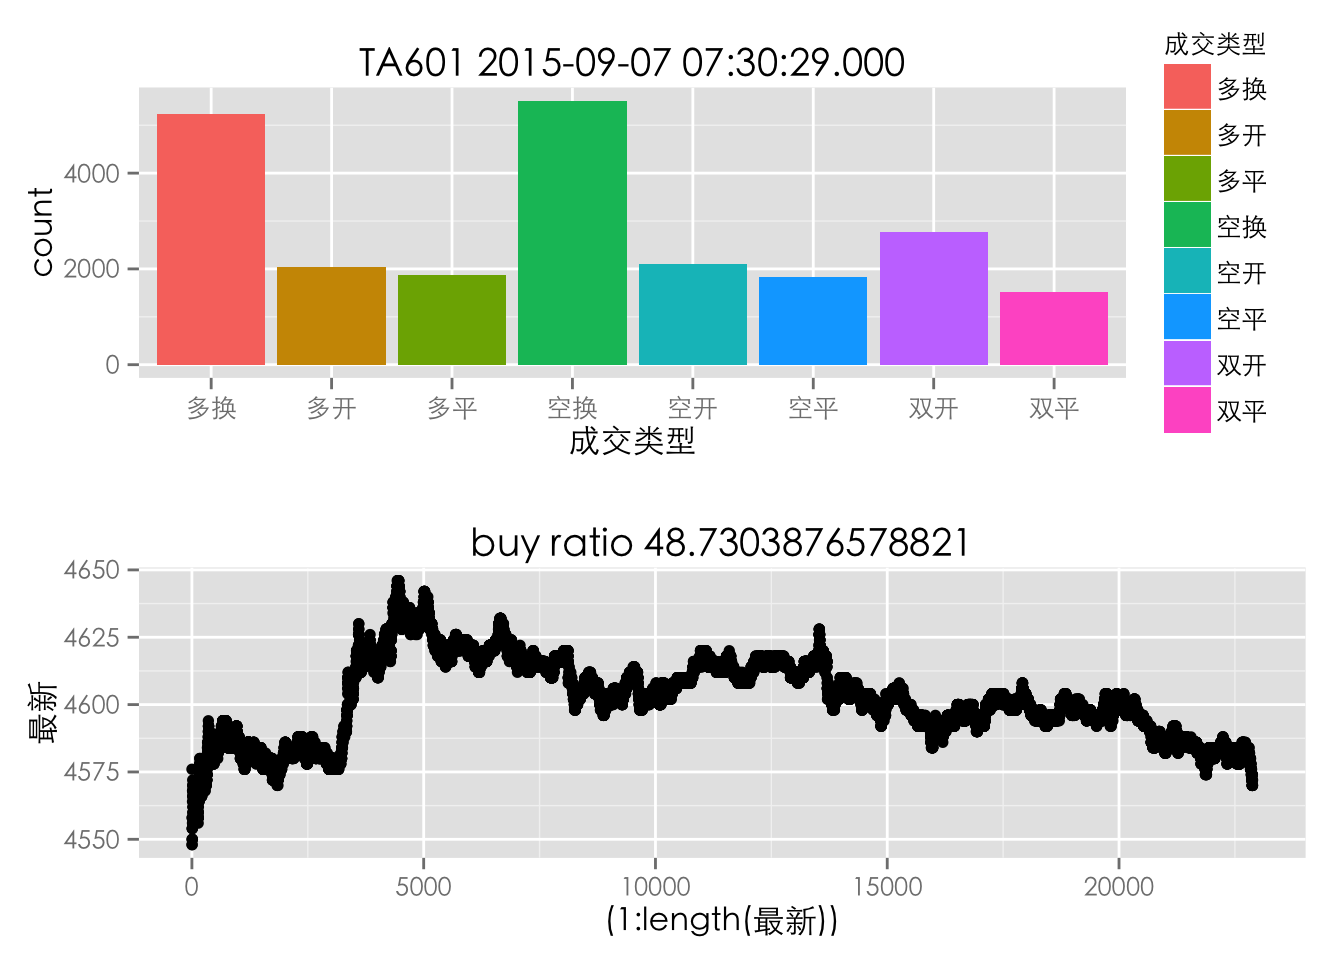 TA601 2015-09-07 07:30:29.000
count
4000
2000
0
多换 多开 多平 空换 空开 空平 双开 双平
成交类型
成交类型
多换
多开
多平
空换
空开
空平
双开
双平
buy ratio 48.7303876578821
最新
4650
4625
4600
4575
4550
0 5000 10000 15000 20000
(1:length(最新))